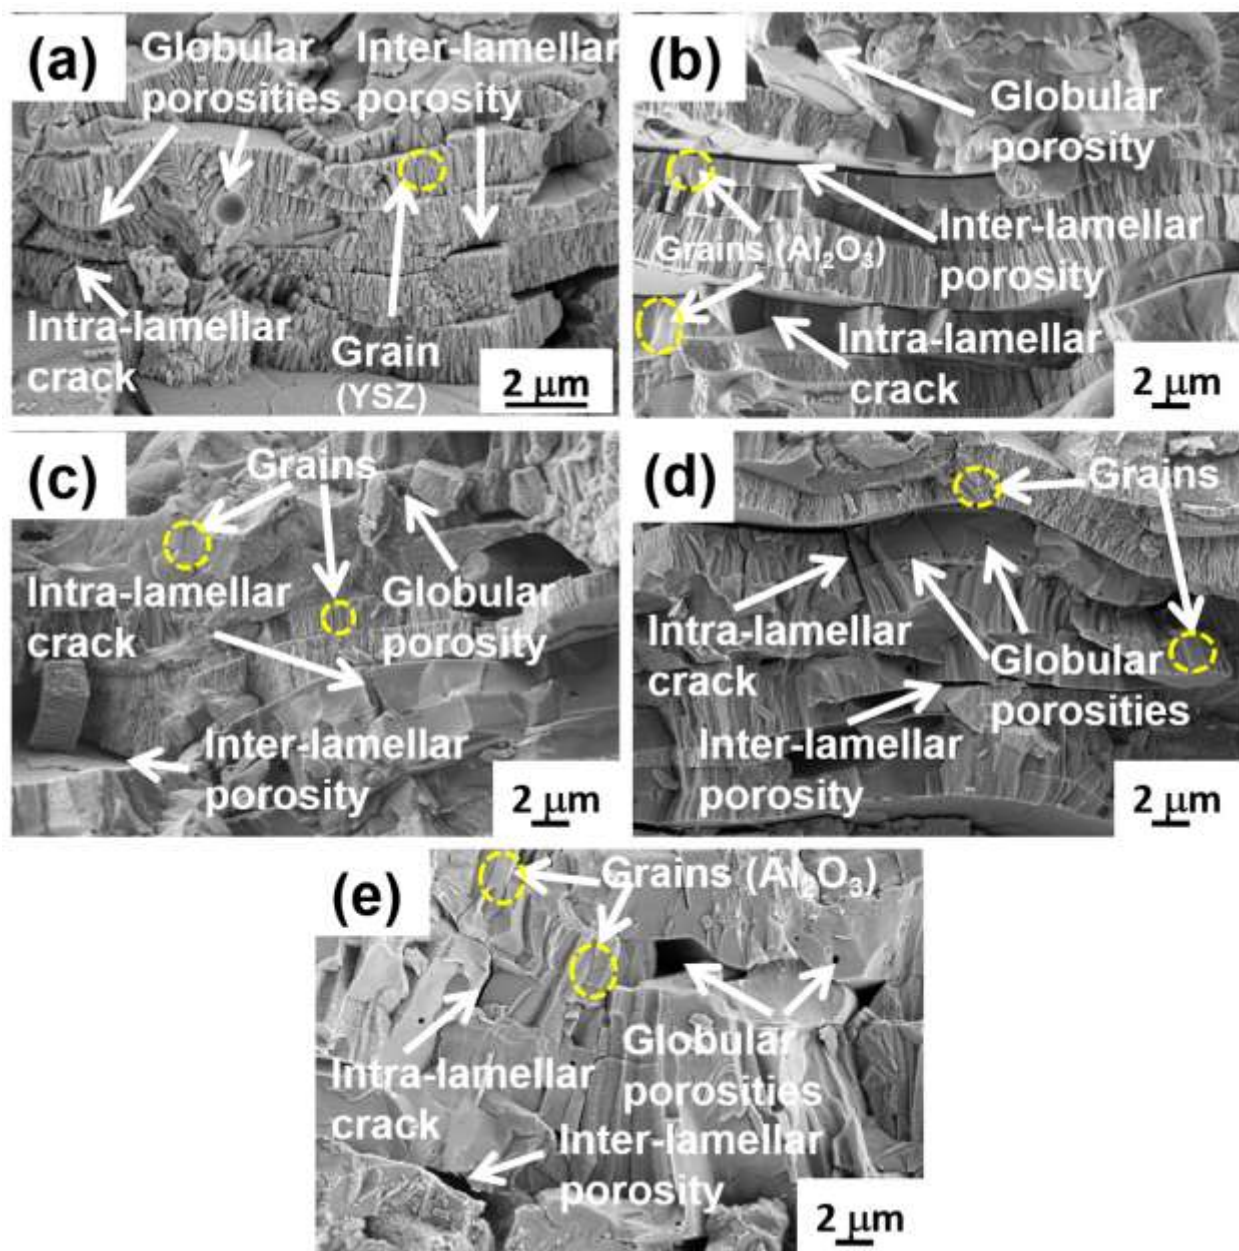 (a)
Globular
porosities
Inter-lamellar
porosity
Intra-lamellar
crack
Grain
(YSZ)
2 μm
(b)
Globular
porosity
Inter-lamellar
porosity
Grains (Al₂O₃)
Intra-lamellar
crack
2 μm
(c)
Grains
Intra-lamellar
crack
Globular
porosity
Inter-lamellar
porosity
2 μm
(d)
Grains
Intra-lamellar
crack
Globular
porosities
Inter-lamellar
porosity
2 μm
(e)
Grains (Al₂O₃)
Globular
porosities
Intra-lamellar
crack
Inter-lamellar
porosity
2 μm